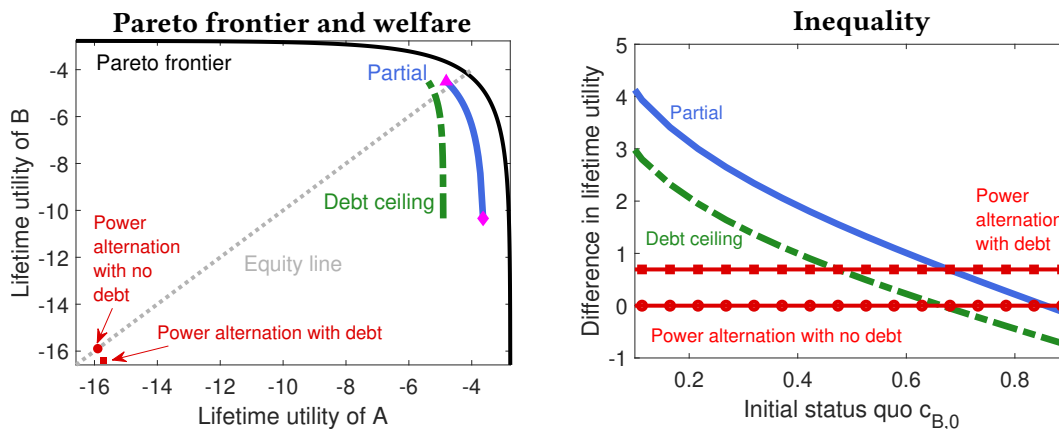 Pareto frontier and welfare
Pareto frontier
Partial
Debt ceiling
Equity line
Power
alternation
with no
debt
Power alternation with debt
-4
-6
-8
-10
-12
-14
-16
Lifetime utility of B
-16
-14
-12
-10
-8
-6
-4
Lifetime utility of A
Inequality
5
4
3
2
1
0
-1
Difference in lifetime utility
Partial
Debt ceiling
Power
alternation
with debt
Power alternation with no debt
0.2
0.4
0.6
0.8
Initial status quo c_{B,0}